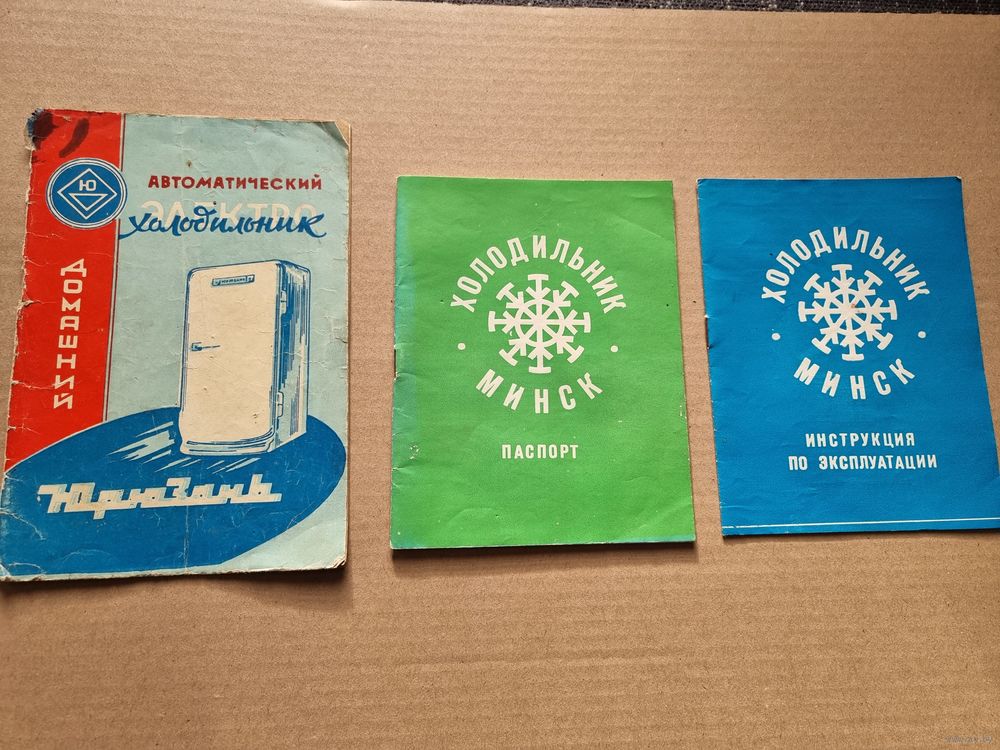 Ю
АВТОМАТИЧЕСКИЙ
ЭЛЕКТРО
холодильник
ДОМАШНИЙ
Юрюзань
ХОЛОДИЛЬНИК
МИНСК
ПАСПОРТ
ХОЛОДИЛЬНИК
МИНСК
ИНСТРУКЦИЯ
ПО ЭКСПЛУАТАЦИИ